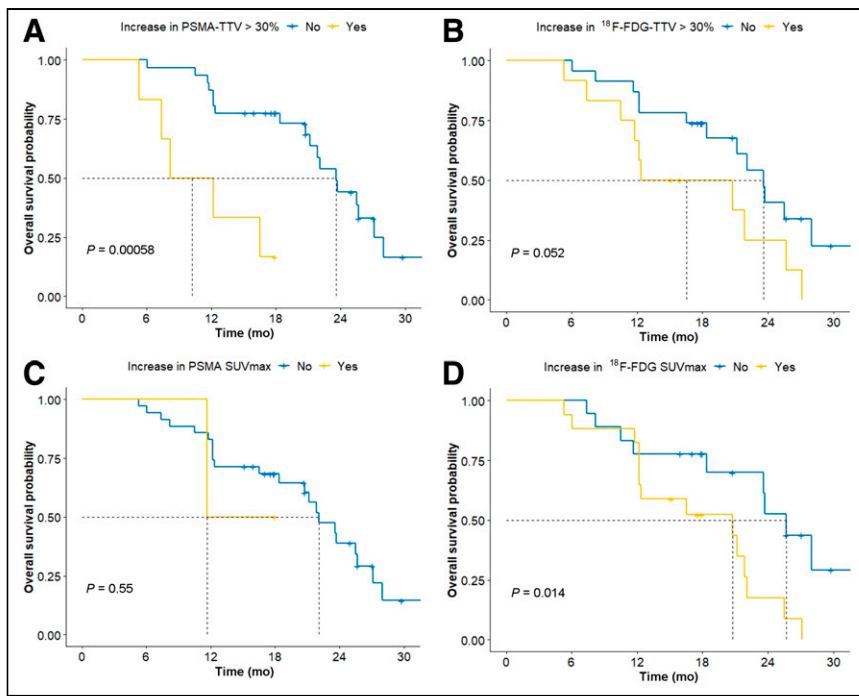 A
Increase in PSMA-TTV > 30% No Yes
Overall survival probability
1.00
0.75
0.50
0.25
0.00
P = 0.00058
0 6 12 18 24 30
Time (mo)
B
Increase in ¹⁸F-FDG-TTV > 30% No Yes
Overall survival probability
1.00
0.75
0.50
0.25
0.00
P = 0.052
0 6 12 18 24 30
Time (mo)
C
Increase in PSMA SUVmax No Yes
Overall survival probability
1.00
0.75
0.50
0.25
0.00
P = 0.55
0 6 12 18 24 30
Time (mo)
D
Increase in ¹⁸F-FDG SUVmax No Yes
Overall survival probability
1.00
0.75
0.50
0.25
0.00
P = 0.014
0 6 12 18 24 30
Time (mo)